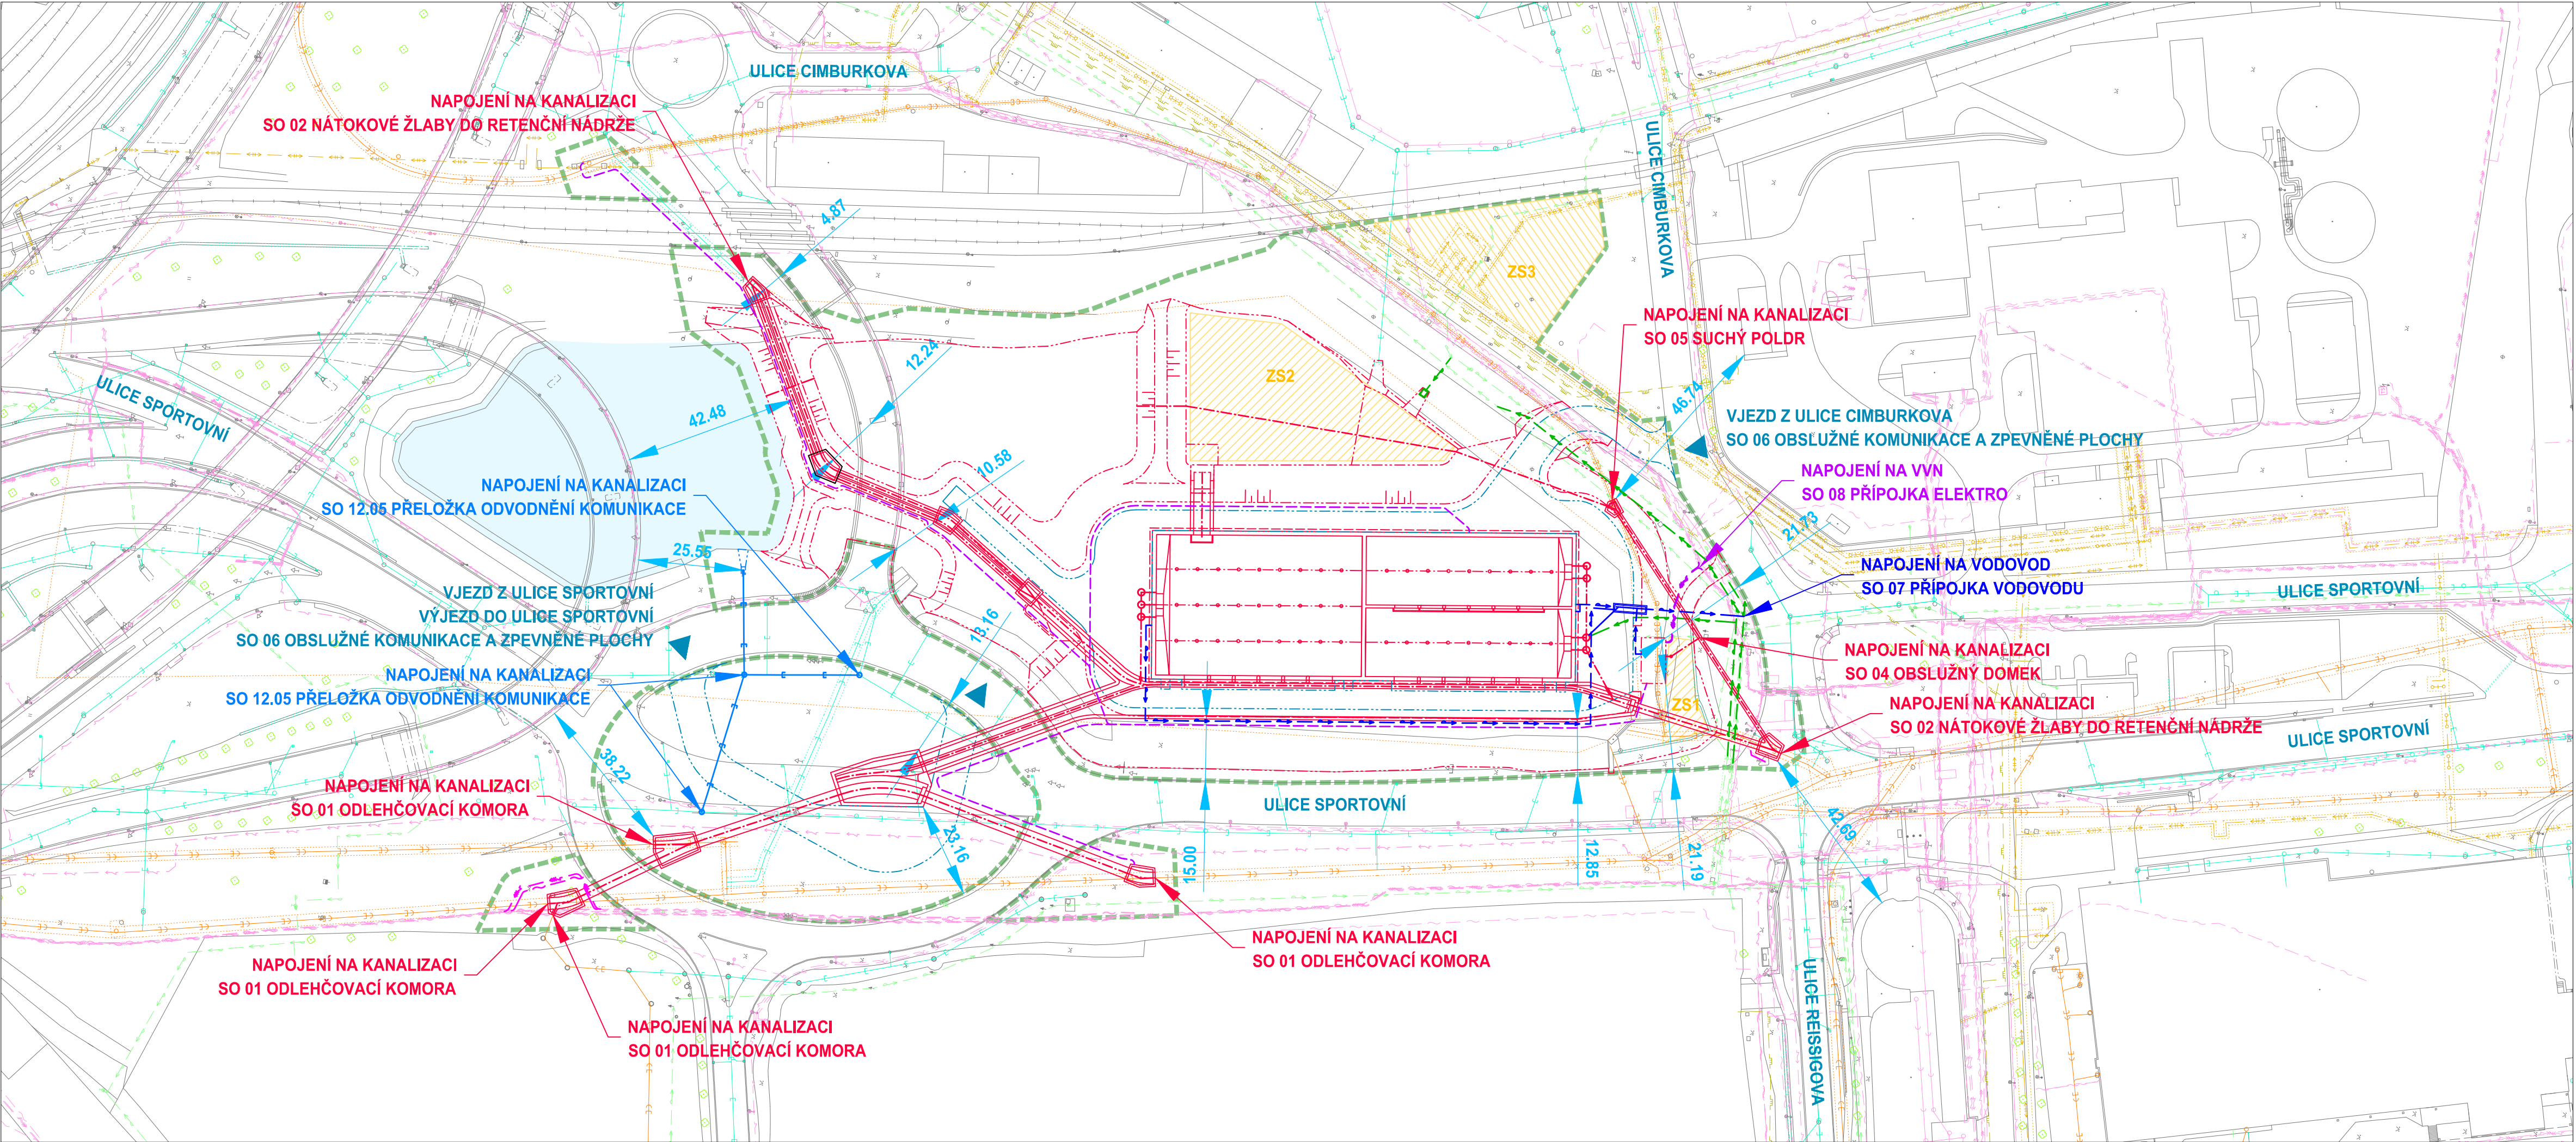 ULICE CIMBURKOVA
NAPOJENÍ NA KANALIZACI
SO 02 NÁTOKOVÉ ŽLABY DO RETENČNÍ NÁDRŽE
ULICE CIMBURKOVA
4.87
ZS3
NAPOJENÍ NA KANALIZACI
SO 05 SUCHÝ POLDR
12.24
ZS2
ULICE SPORTOVNÍ
42.48
46.74
VJEZD Z ULICE CIMBURKOVA
SO 06 OBSLUŽNÉ KOMUNIKACE A ZPEVNĚNÉ PLOCHY
10.58
NAPOJENÍ NA VVN
SO 08 PŘÍPOJKA ELEKTRO
NAPOJENÍ NA KANALIZACI
SO 12.05 PŘELOŽKA ODVODNĚNÍ KOMUNIKACE
21.73
25.55
NAPOJENÍ NA VODOVOD
SO 07 PŘÍPOJKA VODOVODU
ULICE SPORTOVNÍ
VJEZD Z ULICE SPORTOVNÍ
VÝJEZD DO ULICE SPORTOVNÍ
SO 06 OBSLUŽNÉ KOMUNIKACE A ZPEVNĚNÉ PLOCHY
13.16
NAPOJENÍ NA KANALIZACI
SO 04 OBSLUŽNÝ DOMEK
NAPOJENÍ NA KANALIZACI
SO 12.05 PŘELOŽKA ODVODNĚNÍ KOMUNIKACE
ZS1
NAPOJENÍ NA KANALIZACI
SO 02 NÁTOKOVÉ ŽLABY DO RETENČNÍ NÁDRŽE
ULICE SPORTOVNÍ
38.22
NAPOJENÍ NA KANALIZACI
SO 01 ODLEHČOVACÍ KOMORA
ULICE SPORTOVNÍ
42.69
23.16
15.00
12.85
21.19
NAPOJENÍ NA KANALIZACI
SO 01 ODLEHČOVACÍ KOMORA
NAPOJENÍ NA KANALIZACI
SO 01 ODLEHČOVACÍ KOMORA
ULICE REISSIGOVA
NAPOJENÍ NA KANALIZACI
SO 01 ODLEHČOVACÍ KOMORA